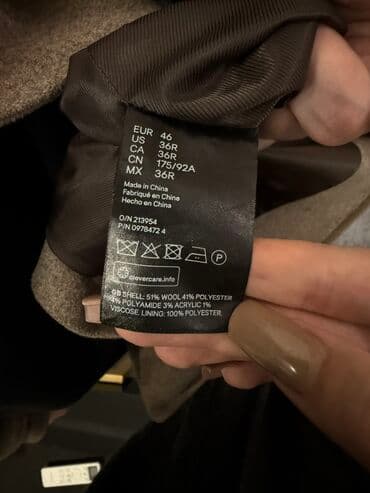 EUR 46
US 36R
CA 36R
CN 175/92A
MX 36R
Made in China
Fabriqué en China
Hecho en China
O/N 213954
P/N 0978472 4
P
clevercare.info
GB SHELL: 51% WOOL 41% POLYESTER
4% POLYAMIDE 3% ACRYLIC 1%
VISCOSE. LINING: 100% POLYESTER